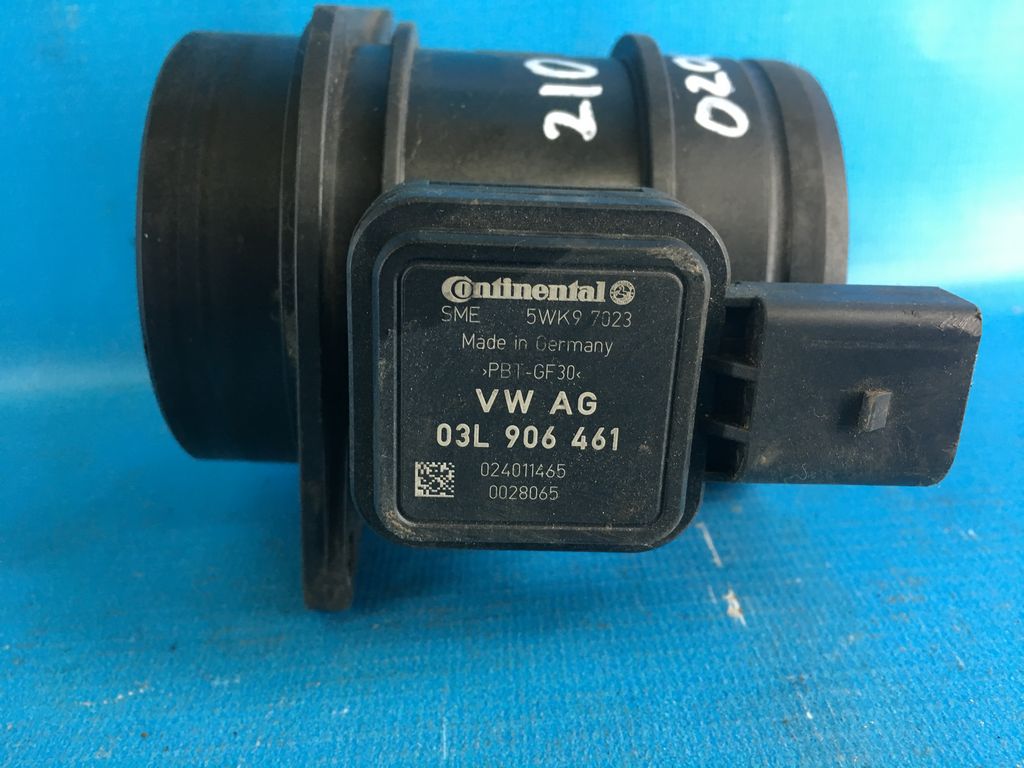 210
020
Continental
SME 5WK9 7023
Made in Germany
>PBT-GF30<
VW AG
03L 906 461
024011465
0028065